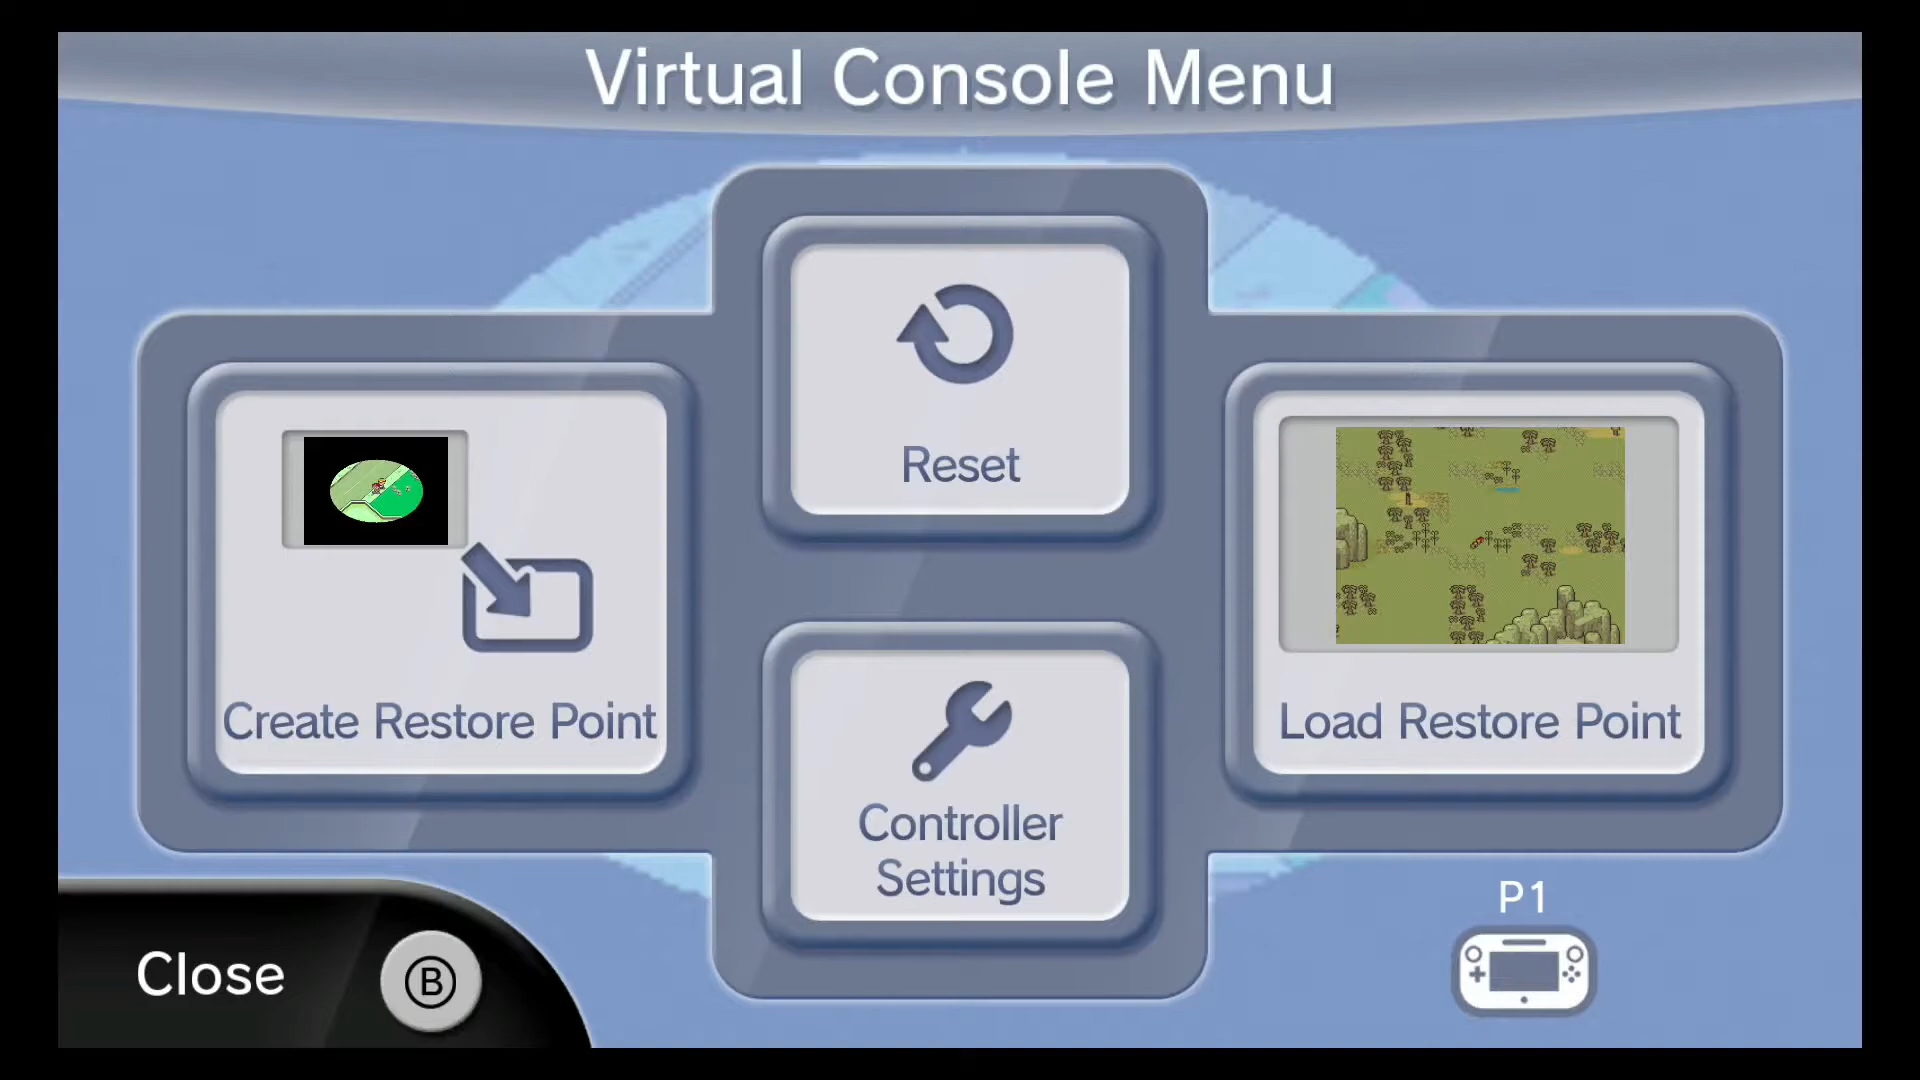 Virtual Console Menu
Reset
Create Restore Point
Load Restore Point
Controller
Settings
P1
Close
B